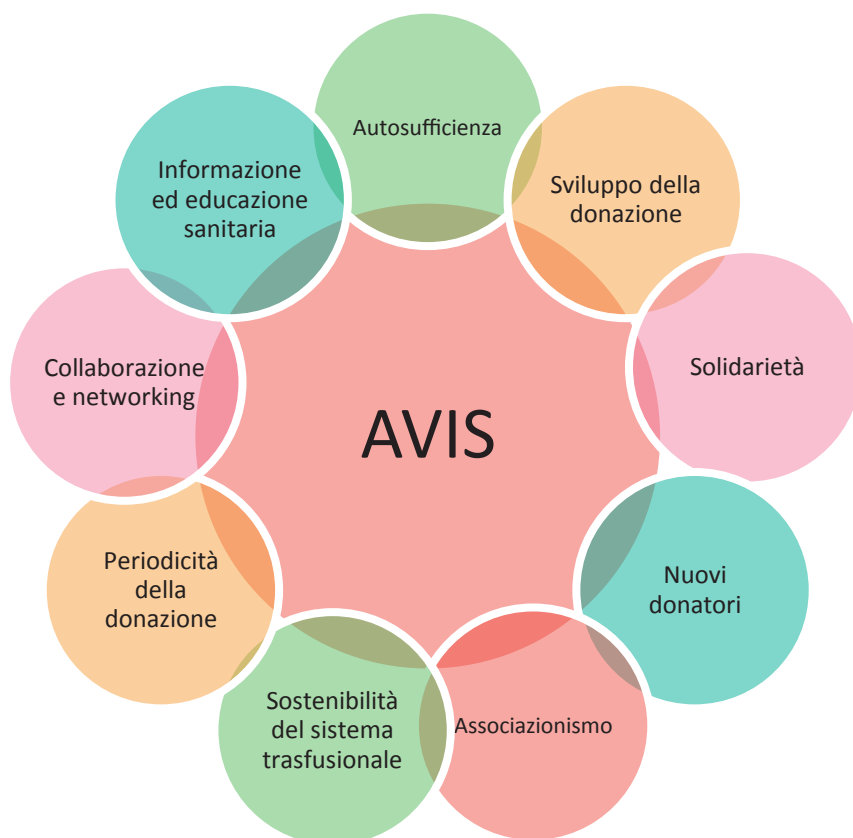 Autosufficienza
Sviluppo della
donazione
Solidarietà
Nuovi
donatori
Associazionismo
Sostenibilità
del sistema
trasfusionale
Periodicità
della
donazione
Collaborazione
e networking
Informazione
ed educazione
sanitaria
AVIS